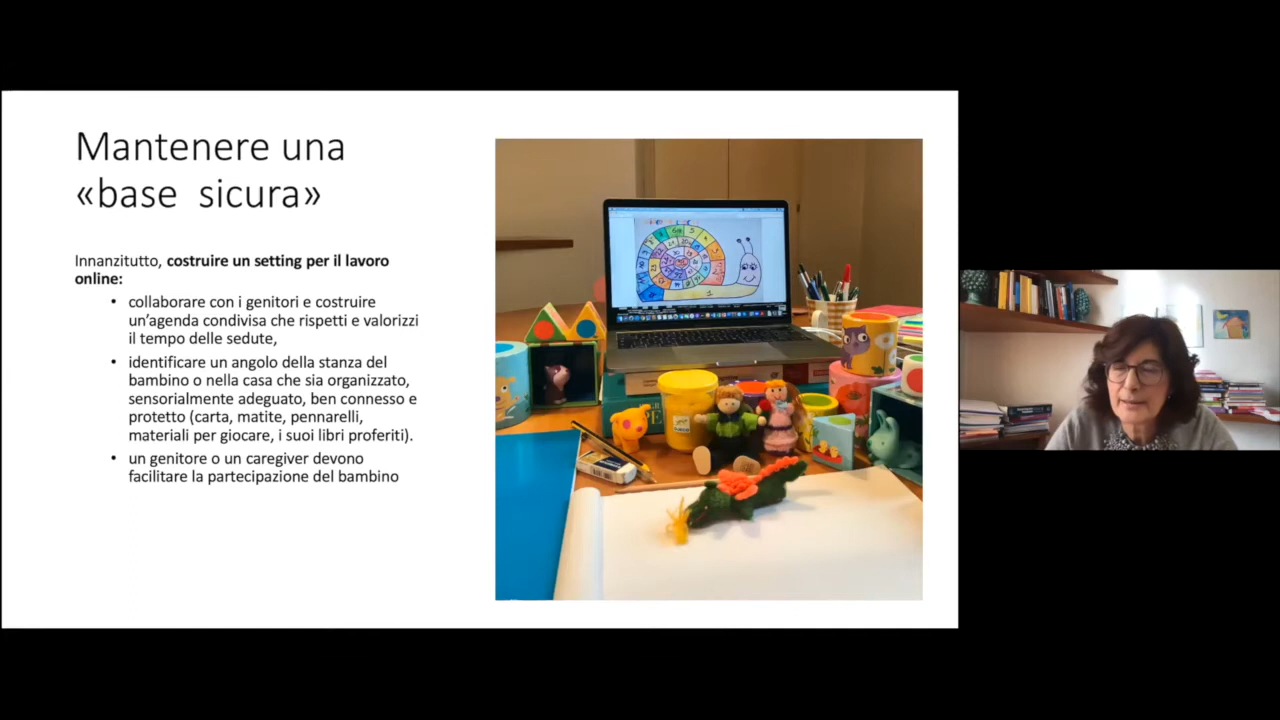 Mantenere una
«base sicura»
Innanzitutto, costruire un setting per il lavoro
online:
• collaborare con i genitori e costruire
un'agenda condivisa che rispetti e valorizzi
il tempo delle sedute,
• identificare un angolo della stanza del
bambino o nella casa che sia organizzato,
sensorialmente adeguato, ben connesso e
protetto (carta, matite, pennarelli,
materiali per giocare, i suoi libri proferiti).
• un genitore o un caregiver devono
facilitare la partecipazione del bambino